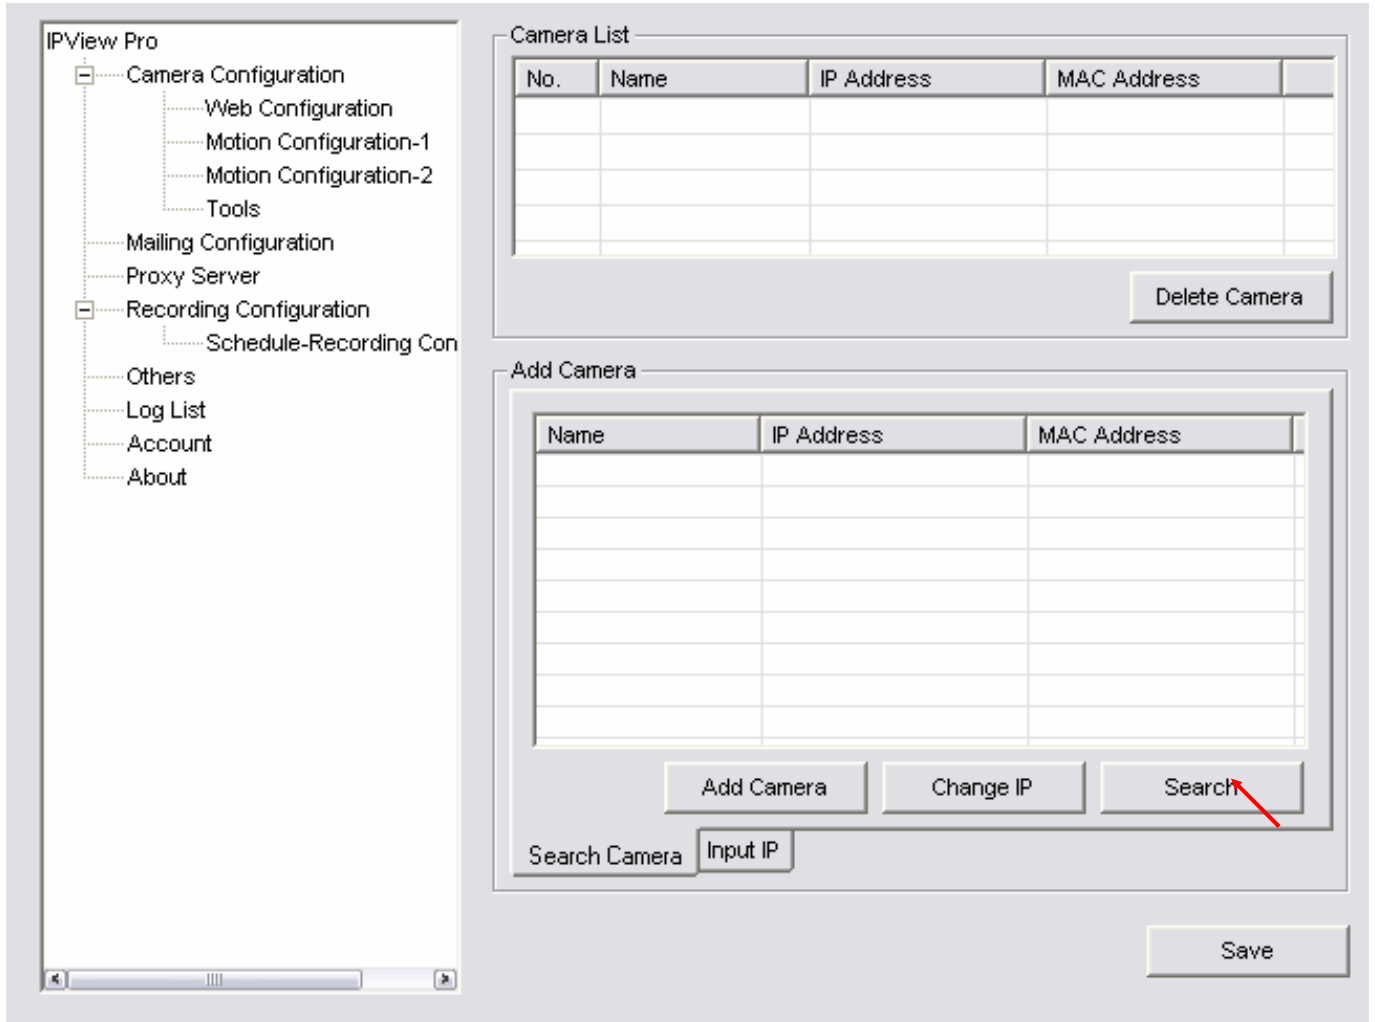 IPView Pro
Camera Configuration
Web Configuration
Motion Configuration-1
Motion Configuration-2
Tools
Mailing Configuration
Proxy Server
Recording Configuration
Schedule-Recording Con
Others
Log List
Account
About
Camera List
No. Name IP Address MAC Address
Delete Camera
Add Camera
Name IP Address MAC Address
Add Camera Change IP Search
Search Camera Input IP
Save